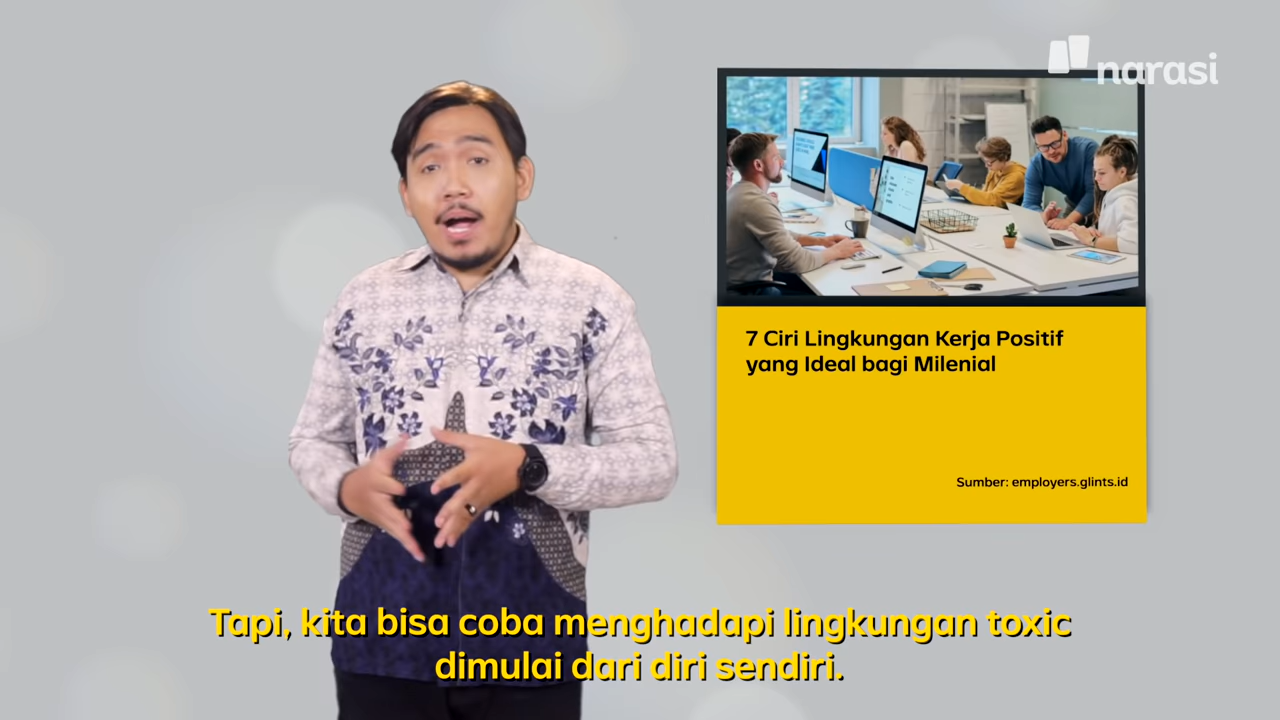 narasi
7 Ciri Lingkungan Kerja Positif
yang Ideal bagi Milenial
Sumber: employers.glints.id
Tapi, kita bisa coba menghadapi lingkungan toxic
dimulai dari diri sendiri.